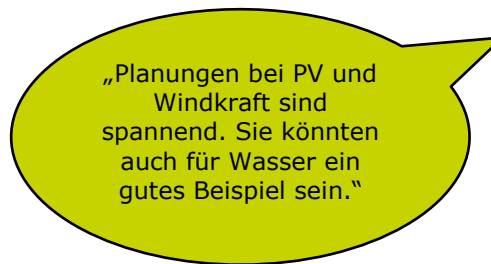 „Planungen bei PV und
Windkraft sind
spannend. Sie könnten
auch für Wasser ein
gutes Beispiel sein.“